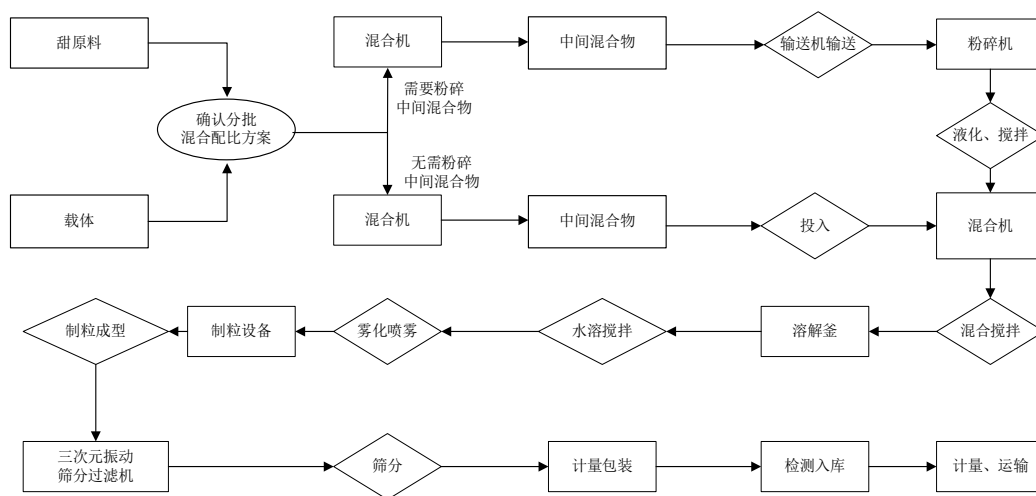 甜原料
混合机
中间混合物
输送机输送
粉碎机
需要粉碎
中间混合物
确认分批
混合配比方案
液化、搅拌
无需粉碎
中间混合物
载体
混合机
中间混合物
投入
混合机
制粒成型
制粒设备
雾化喷雾
水溶搅拌
溶解釜
混合搅拌
三次元振动
筛分过滤机
筛分
计量包装
检测入库
计量、运输